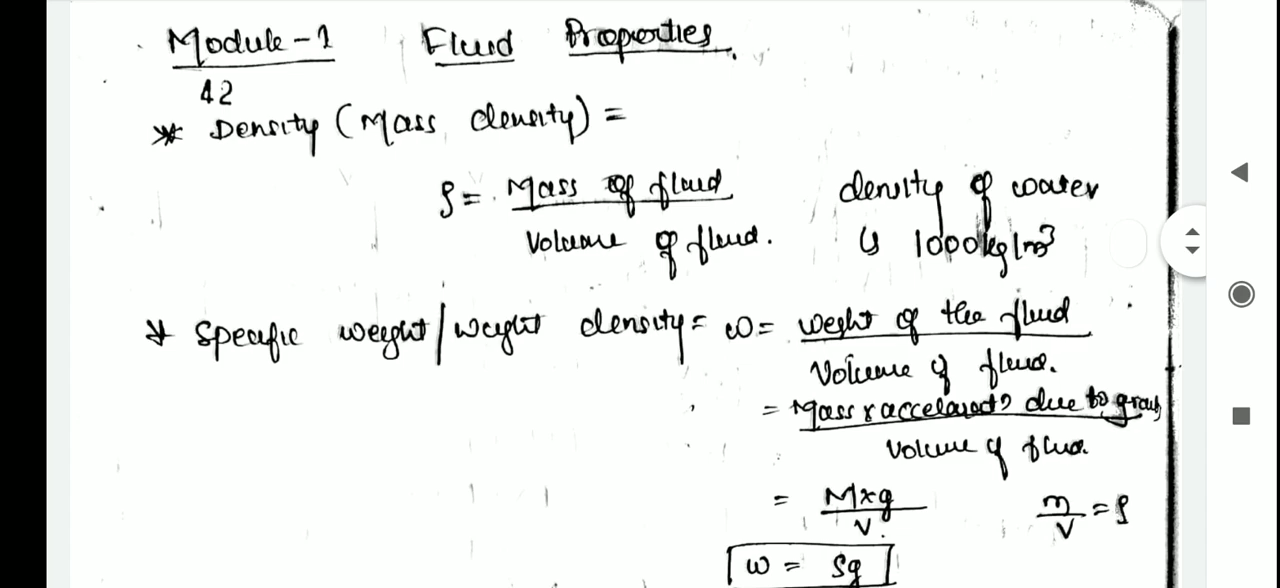 Module-1 Fluid Properties.
42
* Density (Mass density) =
ρ = Mass of fluid / Volume of fluid. density of water
is 1000kg/m³
* Specific weight/weight density = w = weight of the fluid / Volume of fluid.
= Mass x accelerat? due to grav / Volume of fluid.
= M×g / V. m/V = ρ
w = ρg